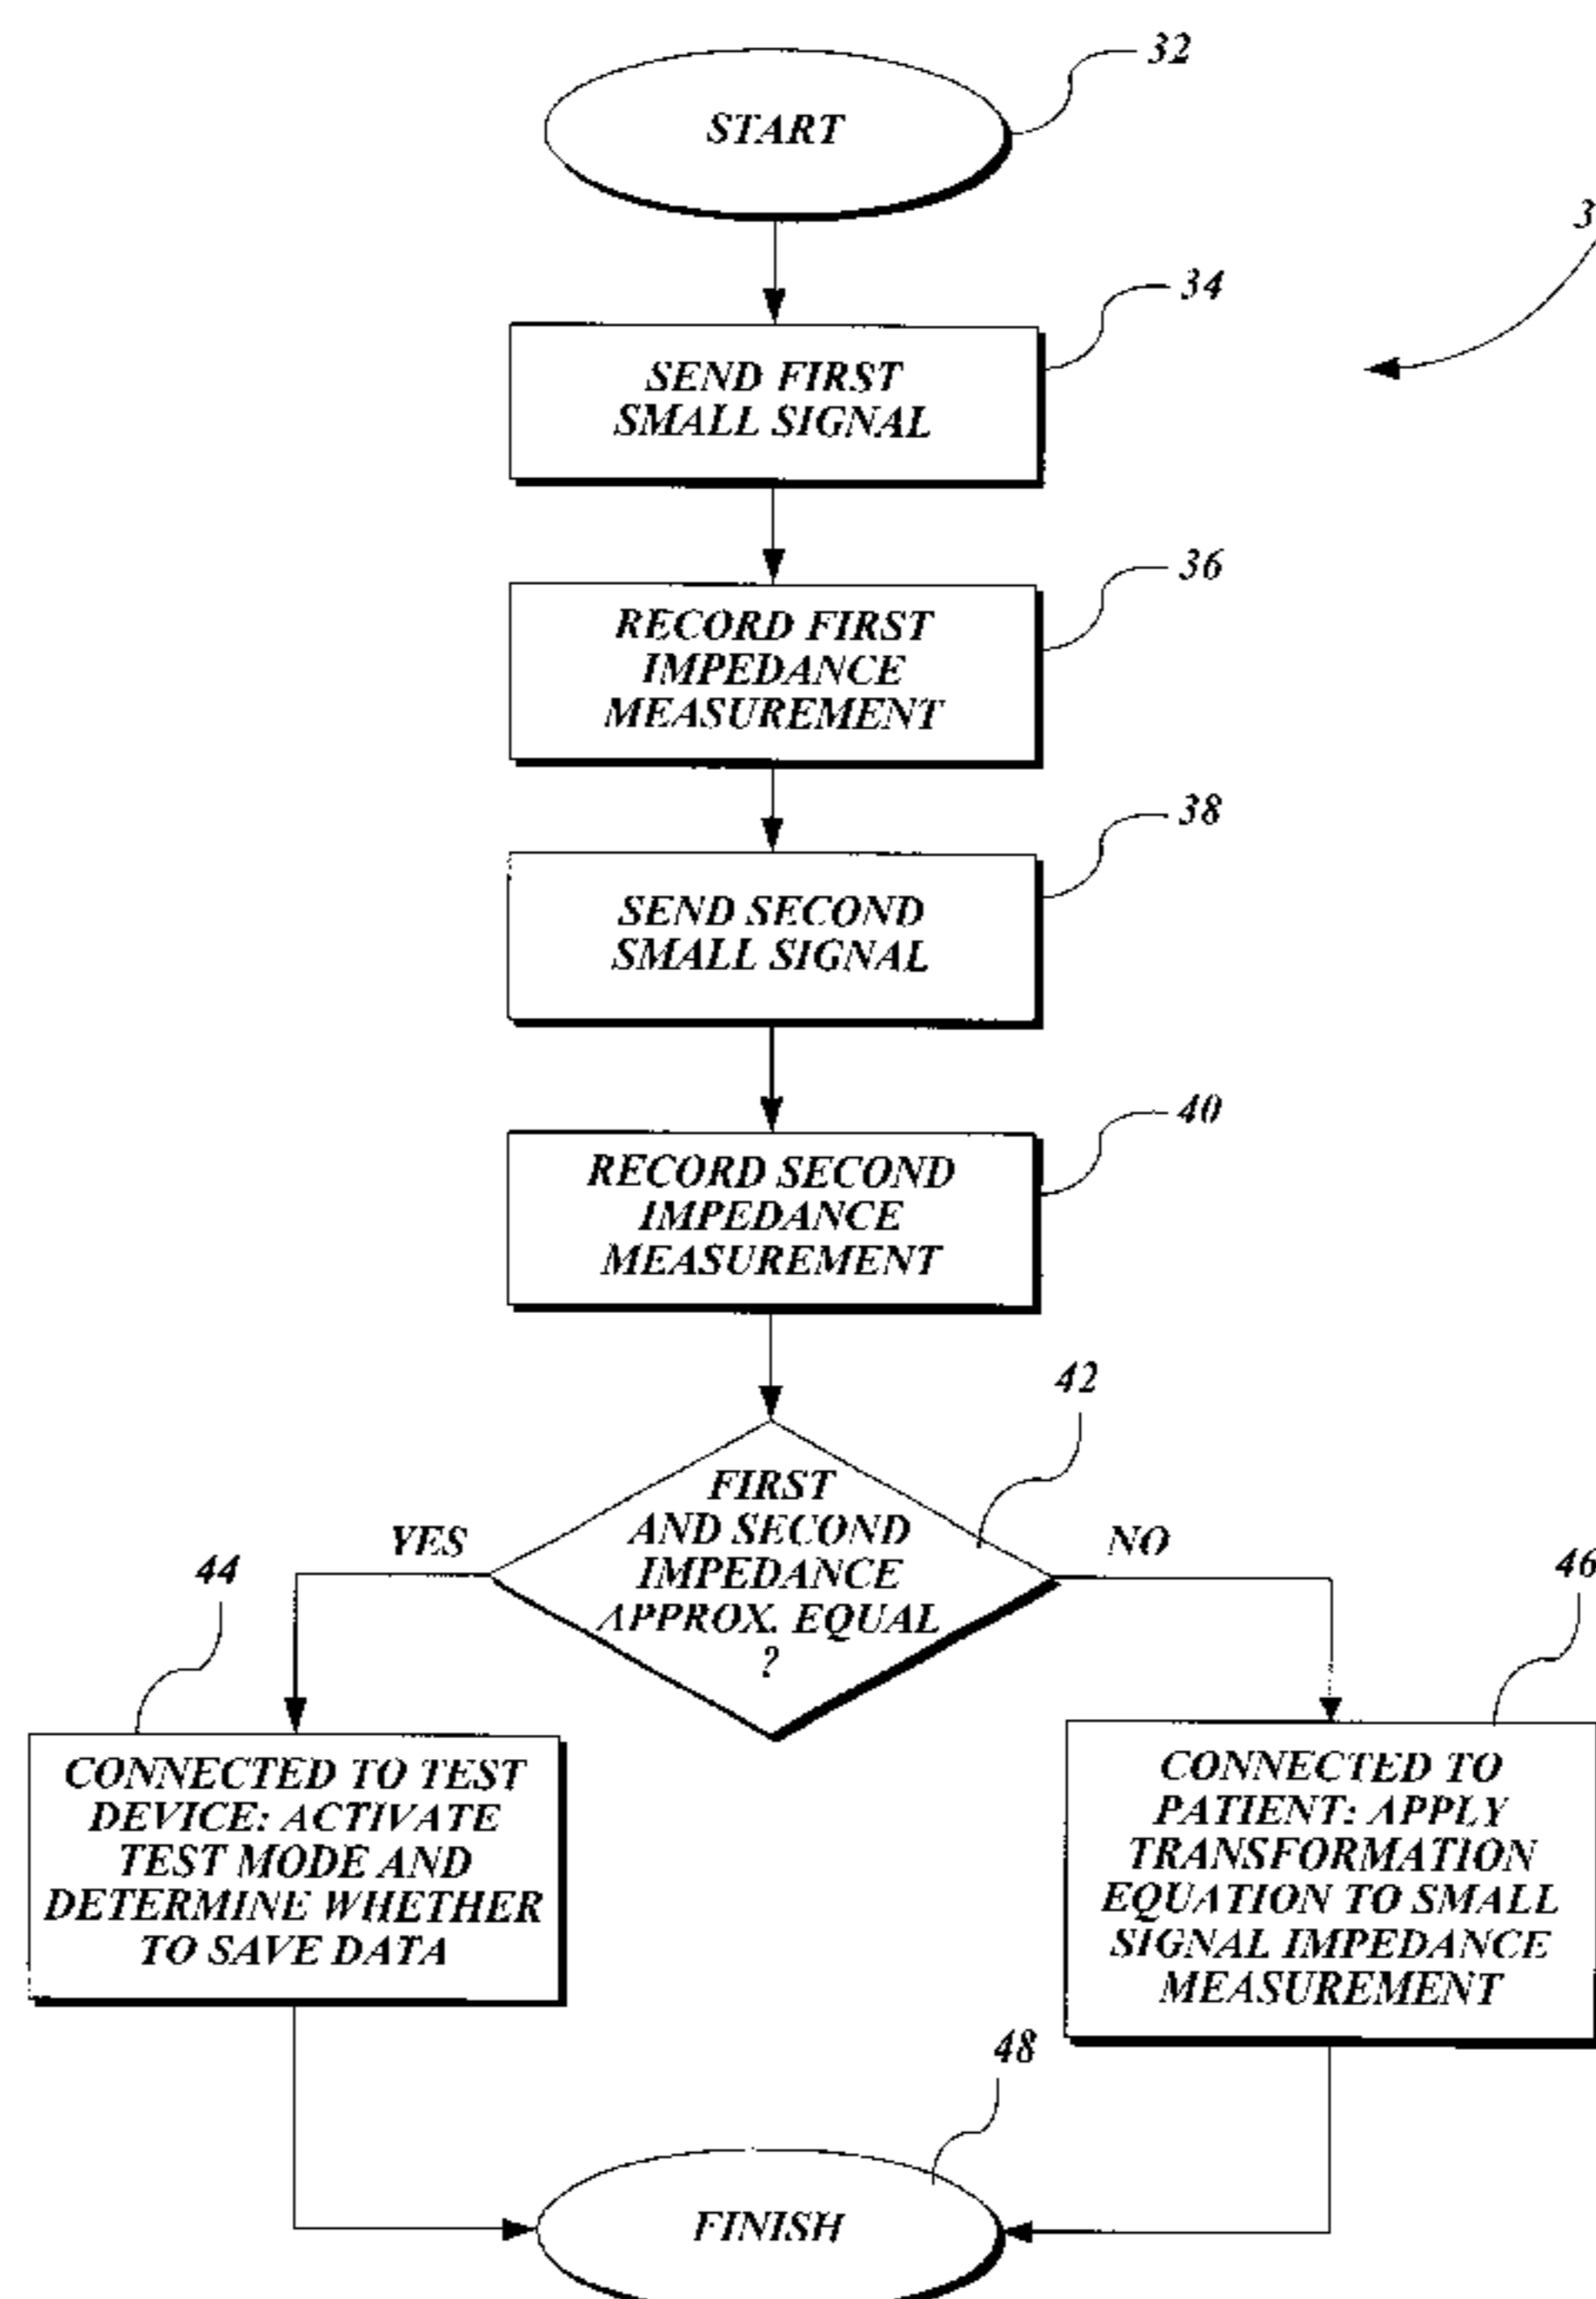 32
START
3
34
SEND FIRST
SMALL SIGNAL
36
RECORD FIRST
IMPEDANCE
MEASUREMENT
38
SEND SECOND
SMALL SIGNAL
40
RECORD SECOND
IMPEDANCE
MEASUREMENT
42
FIRST
AND SECOND
IMPEDANCE
APPROX. EQUAL
?
YES
NO
44
46
CONNECTED TO TEST
DEVICE: ACTIVATE
TEST MODE AND
DETERMINE WHETHER
TO SAVE DATA
CONNECTED TO
PATIENT: APPLY
TRANSFORMATION
EQUATION TO SMALL
SIGNAL IMPEDANCE
MEASUREMENT
48
FINISH